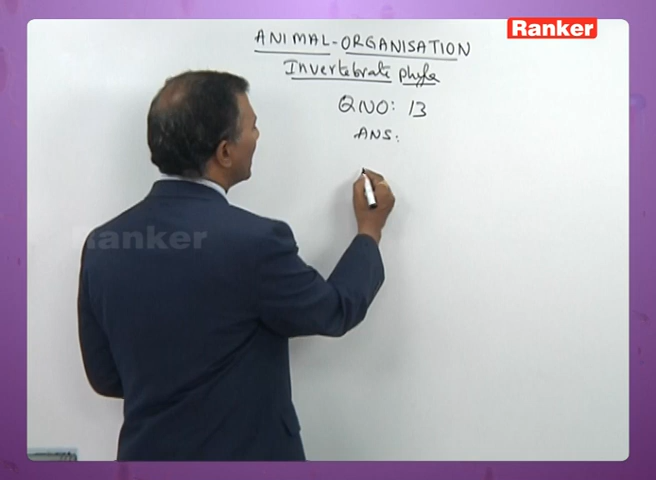 Ranker
ANIMAL-ORGANISATION
Invertebrate phyla
QNO: 13
ANS:
Ranker